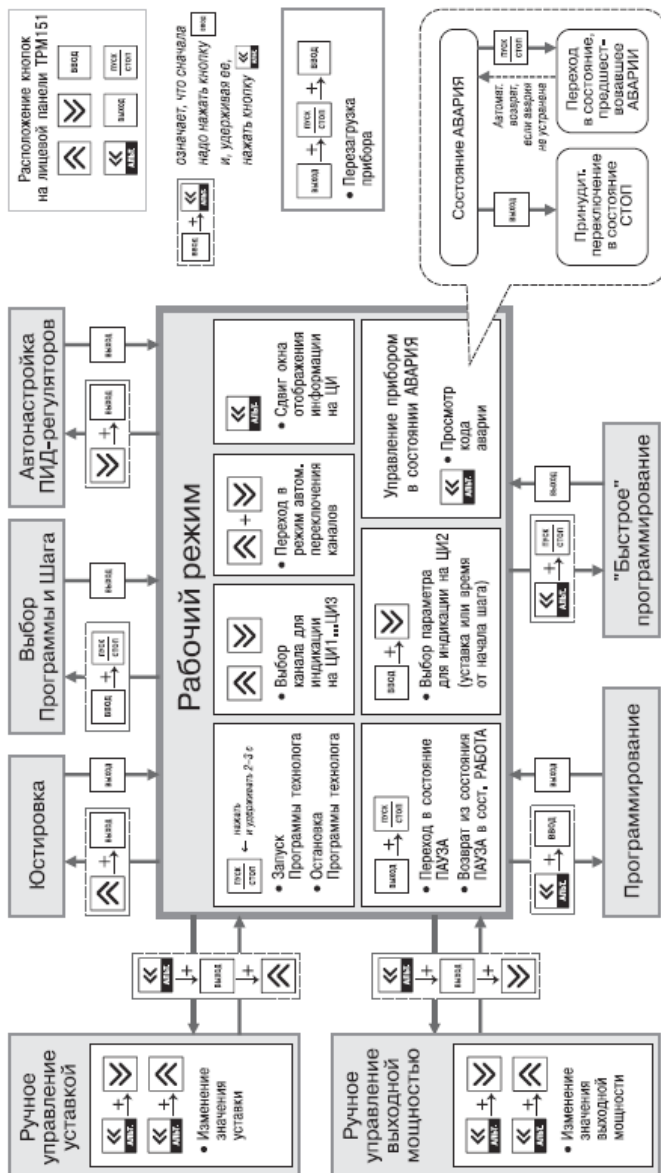 Ручное
управление
уставкой
АЛЬТ.
АЛЬТ.
• Изменение
значения
уставки
Ручное
управление
выходной
мощностью
АЛЬТ.
АЛЬТ.
• Изменение
значения
выходной
мощности
АЛЬТ.
ВЫХОД
АЛЬТ.
ВЫХОД
Юстировка
ВЫХОД
ВЫХОД
Выбор
Программы и Шага
ВВОД
ПУСК
СТОП
ВЫХОД
Автонастройка
ПИД-регуляторов
ВЫХОД
ВЫХОД
Рабочий режим
ПУСК
СТОП
нажать
и удерживать 2–3 с
• Запуск
Программы технолога
• Остановка
Программы технолога
• Выбор
канала для
индикации
на ЦИ1...ЦИ3
• Переход в
режим автом.
переключения
каналов
АЛЬТ.
• Сдвиг окна
отображения
информации
на ЦИ
ВЫХОД
ПУСК
СТОП
• Переход в состояние
ПАУЗА
• Возврат из состояния
ПАУЗА в сост. РАБОТА
ВВОД
• Выбор параметра
для индикации на ЦИ2
(уставка или время
от начала шага)
Управление прибором
в состоянии АВАРИЯ
АЛЬТ.
• Просмотр
кода
аварии
АЛЬТ.
ВВОД
ВЫХОД
Программирование
АЛЬТ.
ПУСК
СТОП
ВЫХОД
"Быстрое"
программирование
Расположение кнопок
на лицевой панели ТРМ151
ВВОД
АЛЬТ.
ВЫХОД
ПУСК
СТОП
ВВОД
АЛЬТ.
означает, что сначала
надо нажать кнопку ВВОД
и, удерживая ее,
нажать кнопку АЛЬТ.
ВЫХОД
ПУСК
СТОП
ВВОД
• Перезагрузка
прибора
Состояние АВАРИЯ
ВЫХОД
Принудит.
переключение
в состояние
СТОП
Автомат.
возврат,
если авария
не устранена
ПУСК
СТОП
Переход
в состояние,
предшест-
вовавшее
АВАРИИ